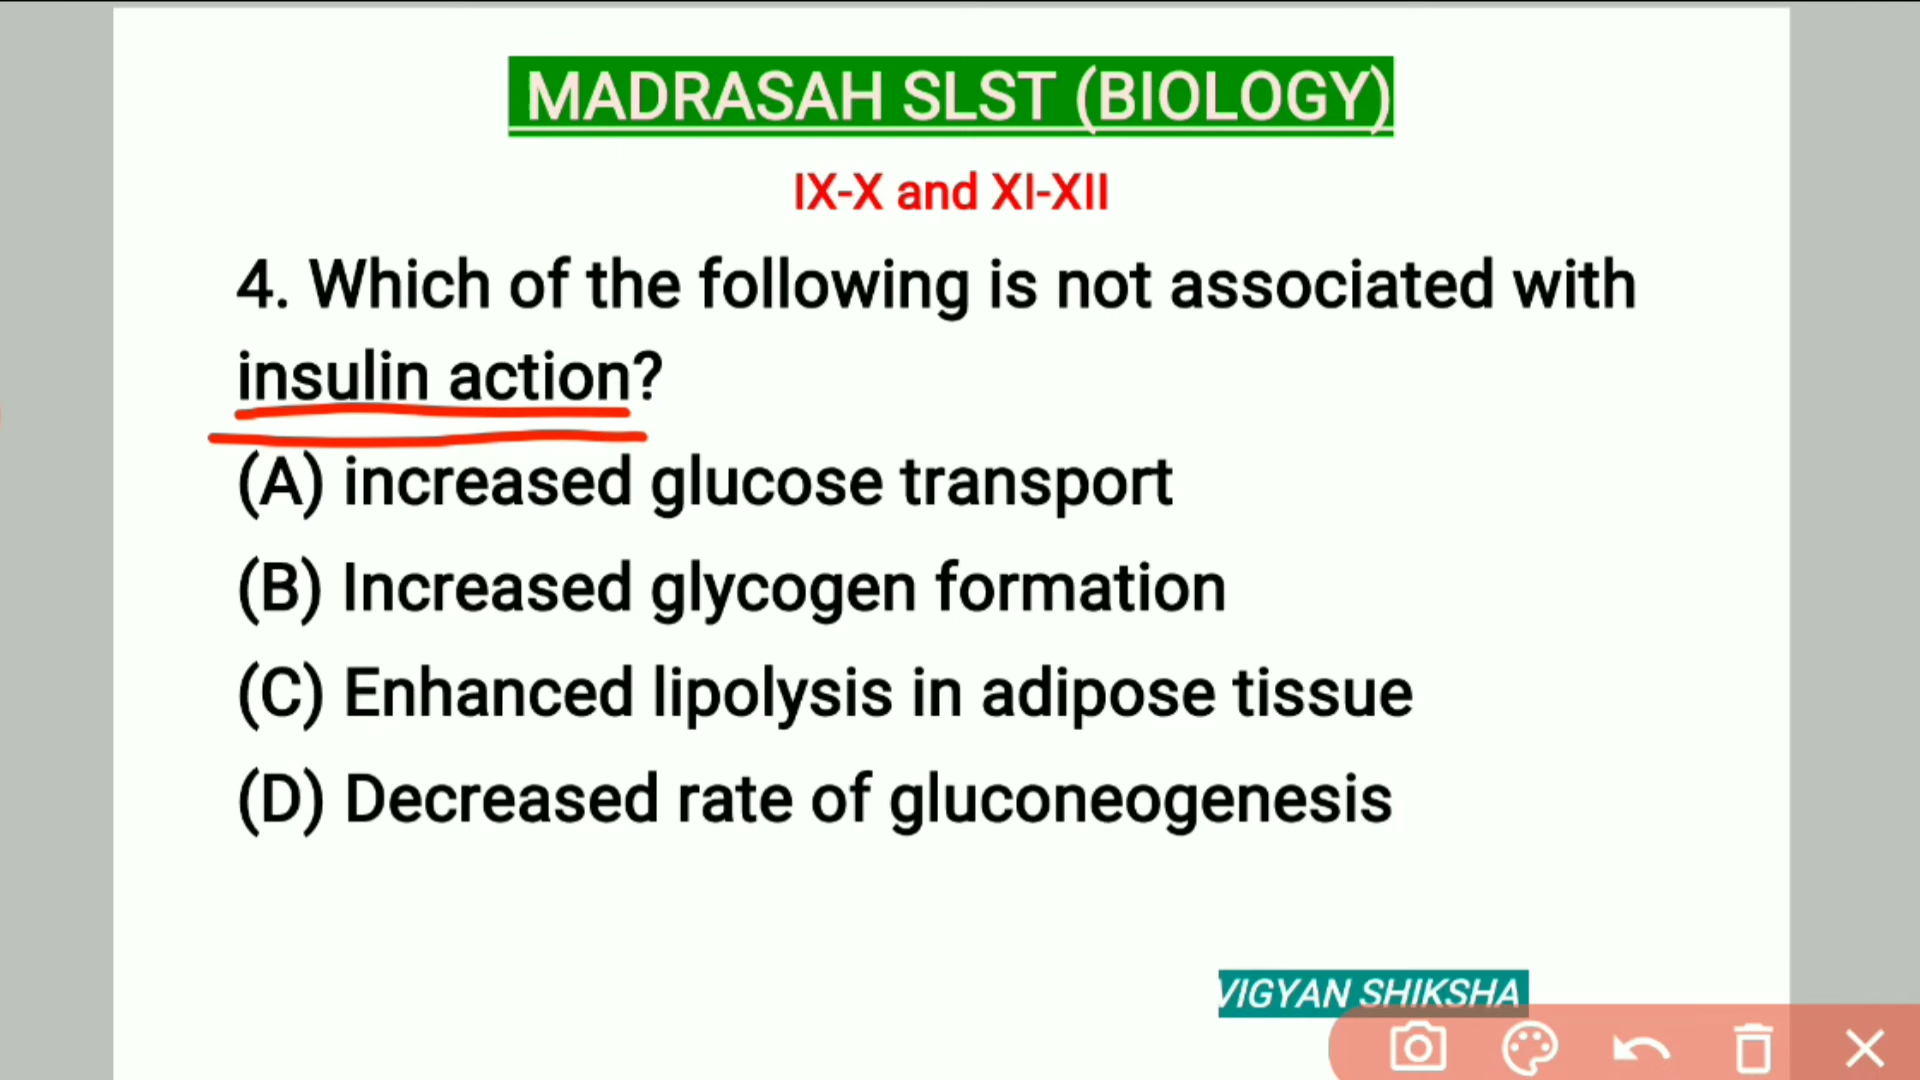 MADRASAH SLST (BIOLOGY)
IX-X and XI-XII
4. Which of the following is not associated with
insulin action?
(A) increased glucose transport
(B) Increased glycogen formation
(C) Enhanced lipolysis in adipose tissue
(D) Decreased rate of gluconeogenesis
VIGYAN SHIKSHA